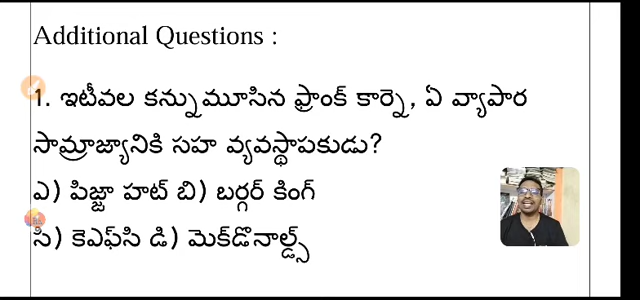 Additional Questions :
1. ఇటీవల కన్నుమూసిన ఫ్రాంక్ కార్నె, ఏ వ్యాపార
సామ్రాజ్యానికి సహ వ్యవస్థాపకుడు?
ఎ) పిజ్జా హట్ బి) బర్గర్ కింగ్
సి) కెఎఫ్‌సి డి) మెక్‌డొనాల్డ్స్